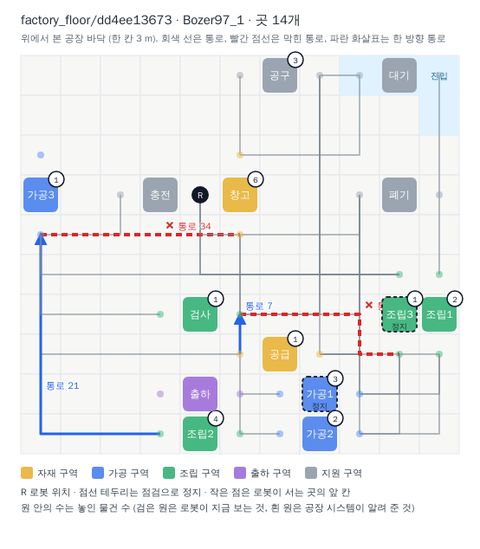 factory_floor/dd4ee13673 · Bozer97_1 · 곳 14개
위에서 본 공장 바닥 (한 칸 3 m). 회색 선은 통로, 빨간 점선은 막힌 통로, 파란 화살표는 한 방향 통로
공구 3
대기
가공3 1
충전
R
창고 6
폐기
✖ 통로 34
통로 7
✖
검사 1
조립3 1
정지
조립1 2
공급 1
통로 21
출하
가공1 3
정지
조립2 4
가공2 2
자재 구역 가공 구역 조립 구역 출하 구역 지원 구역
R 로봇 위치 · 점선 테두리는 점검으로 정지 · 작은 점은 로봇이 서는 곳의 앞 칸
원 안의 수는 놓인 물건 수 (검은 원은 로봇이 지금 보는 것, 흰 원은 공장 시스템이 알려 준 것)